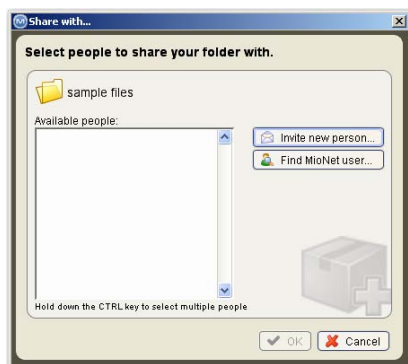 Share with...
Select people to share your folder with.
sample files
Available people:
Invite new person...
Find MioNet user...
Hold down the CTRL key to select multiple people
OK
Cancel